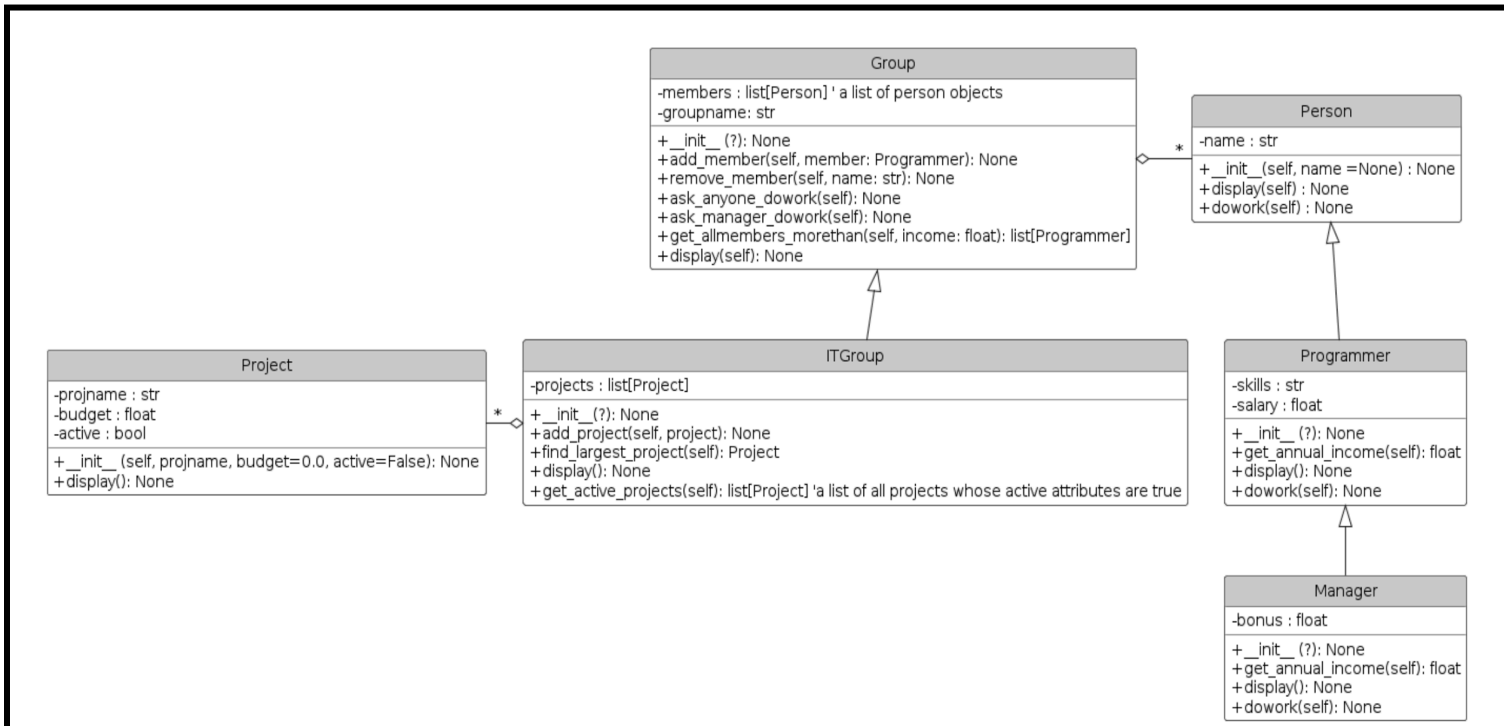 Group
-members : list[Person] ' a list of person objects
-groupname: str
+__init__ (?): None
+add_member(self, member: Programmer): None
+remove_member(self, name: str): None
+ask_anyone_dowork(self): None
+ask_manager_dowork(self): None
+get_allmembers_morethan(self, income: float): list[Programmer]
+display(self): None
*
Person
-name : str
+__init__(self, name =None) : None
+display(self) : None
+dowork(self) : None
Project
-projname : str
-budget : float
-active : bool
+__init__ (self, projname, budget=0.0, active=False): None
+display(): None
*
ITGroup
-projects : list[Project]
+__init__(?): None
+add_project(self, project): None
+find_largest_project(self): Project
+display(): None
+get_active_projects(self): list[Project] 'a list of all projects whose active attributes are true
Programmer
-skills : str
-salary : float
+__init__ (?): None
+get_annual_income(self): float
+display(): None
+dowork(self): None
Manager
-bonus : float
+__init__ (?): None
+get_annual_income(self): float
+display(): None
+dowork(self): None